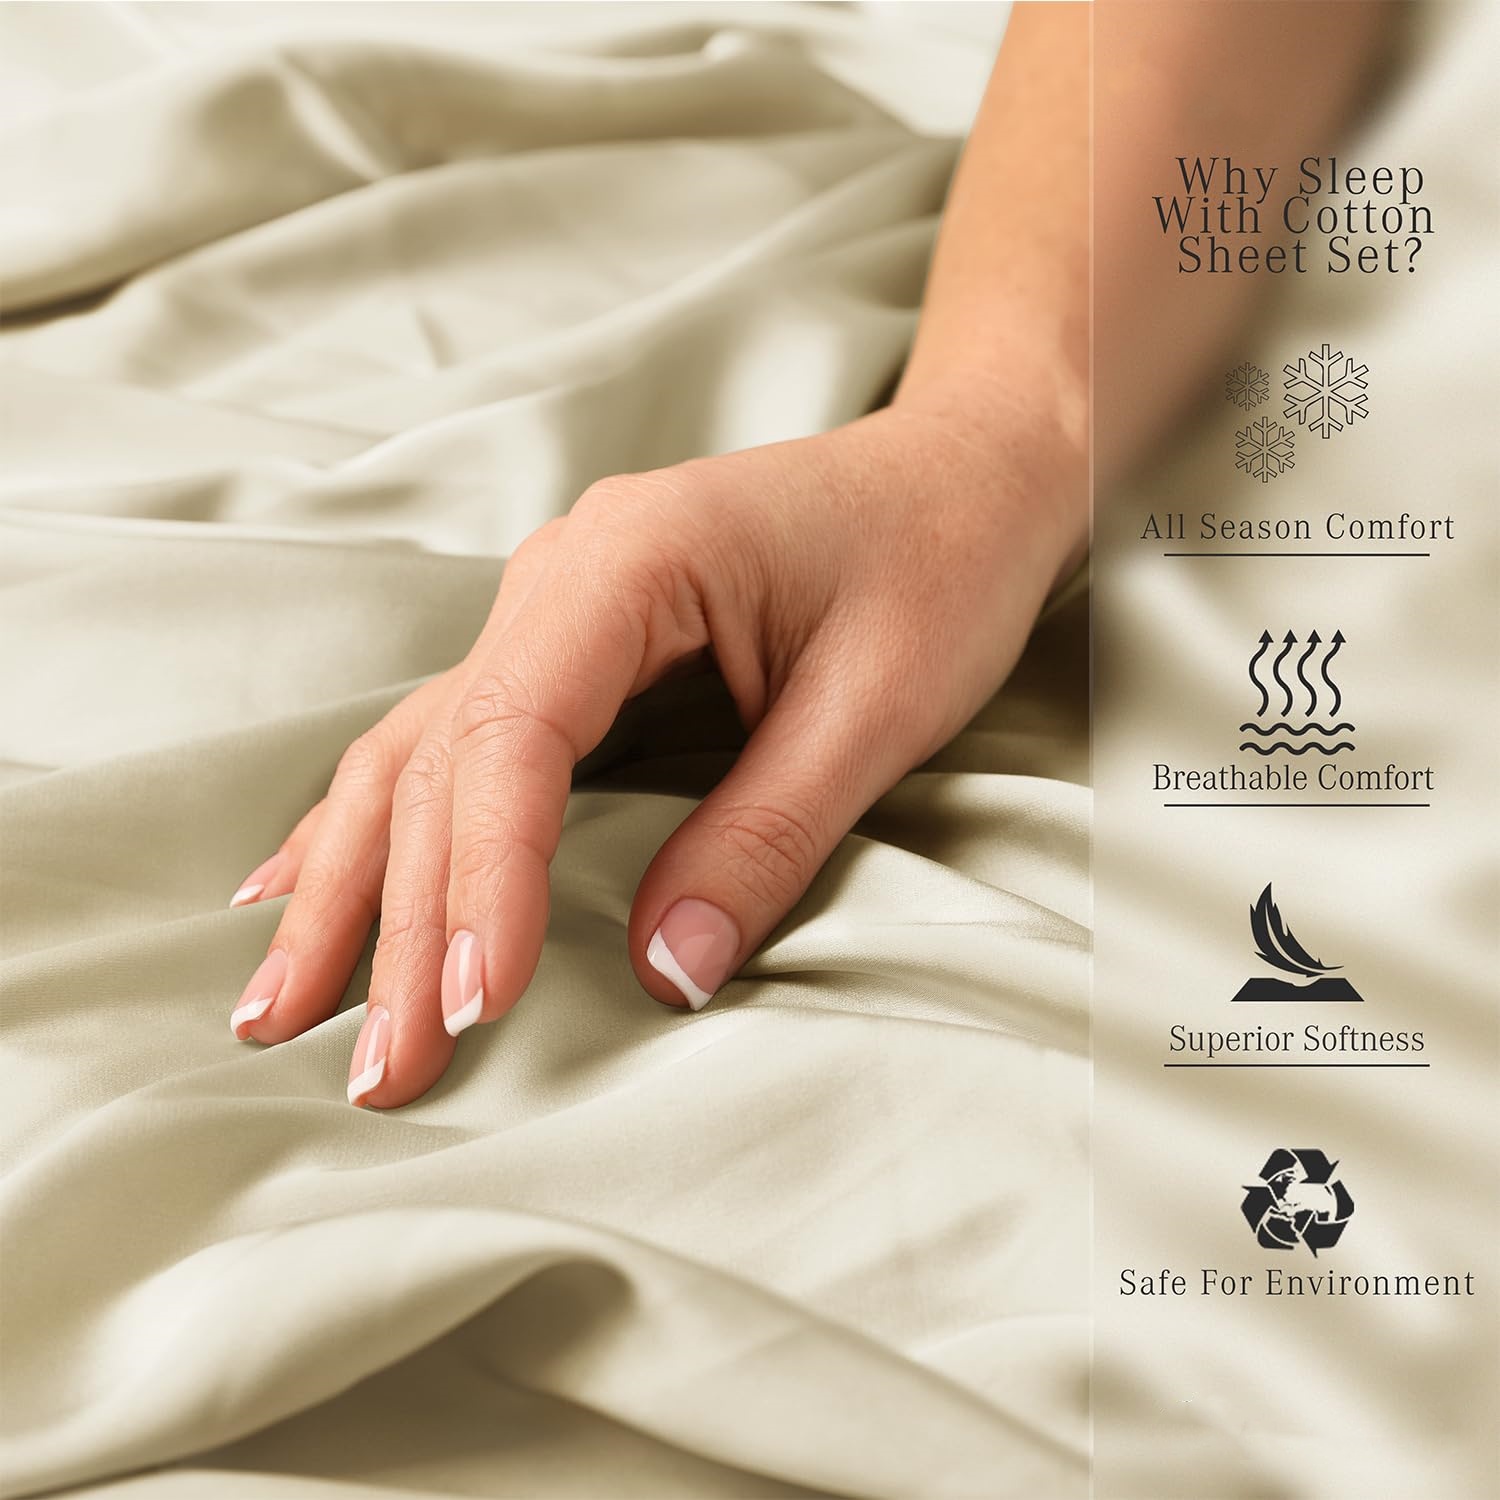 Why Sleep
With Cotton
Sheet Set?
All Season Comfort
Breathable Comfort
Superior Softness
Safe For Environment